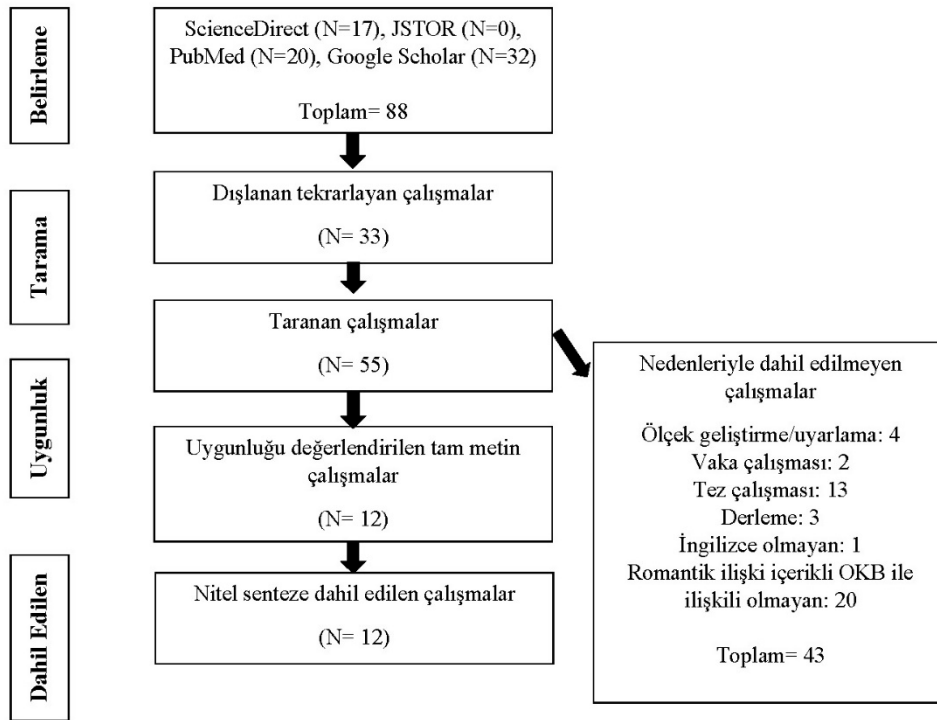 Belirleme
ScienceDirect (N=17), JSTOR (N=0),
PubMed (N=20), Google Scholar (N=32)
Toplam= 88
Tarama
Dışlanan tekrarlayan çalışmalar
(N= 33)
Taranan çalışmalar
(N= 55)
Uygunluk
Uygunluğu değerlendirilen tam metin
çalışmalar
(N= 12)
Dahil Edilen
Nitel senteze dahil edilen çalışmalar
(N= 12)
Nedenleriyle dahil edilmeyen
çalışmalar
Ölçek geliştirme/uyarlama: 4
Vaka çalışması: 2
Tez çalışması: 13
Derleme: 3
İngilizce olmayan: 1
Romantik ilişki içerikli OKB ile
ilişkili olmayan: 20
Toplam= 43